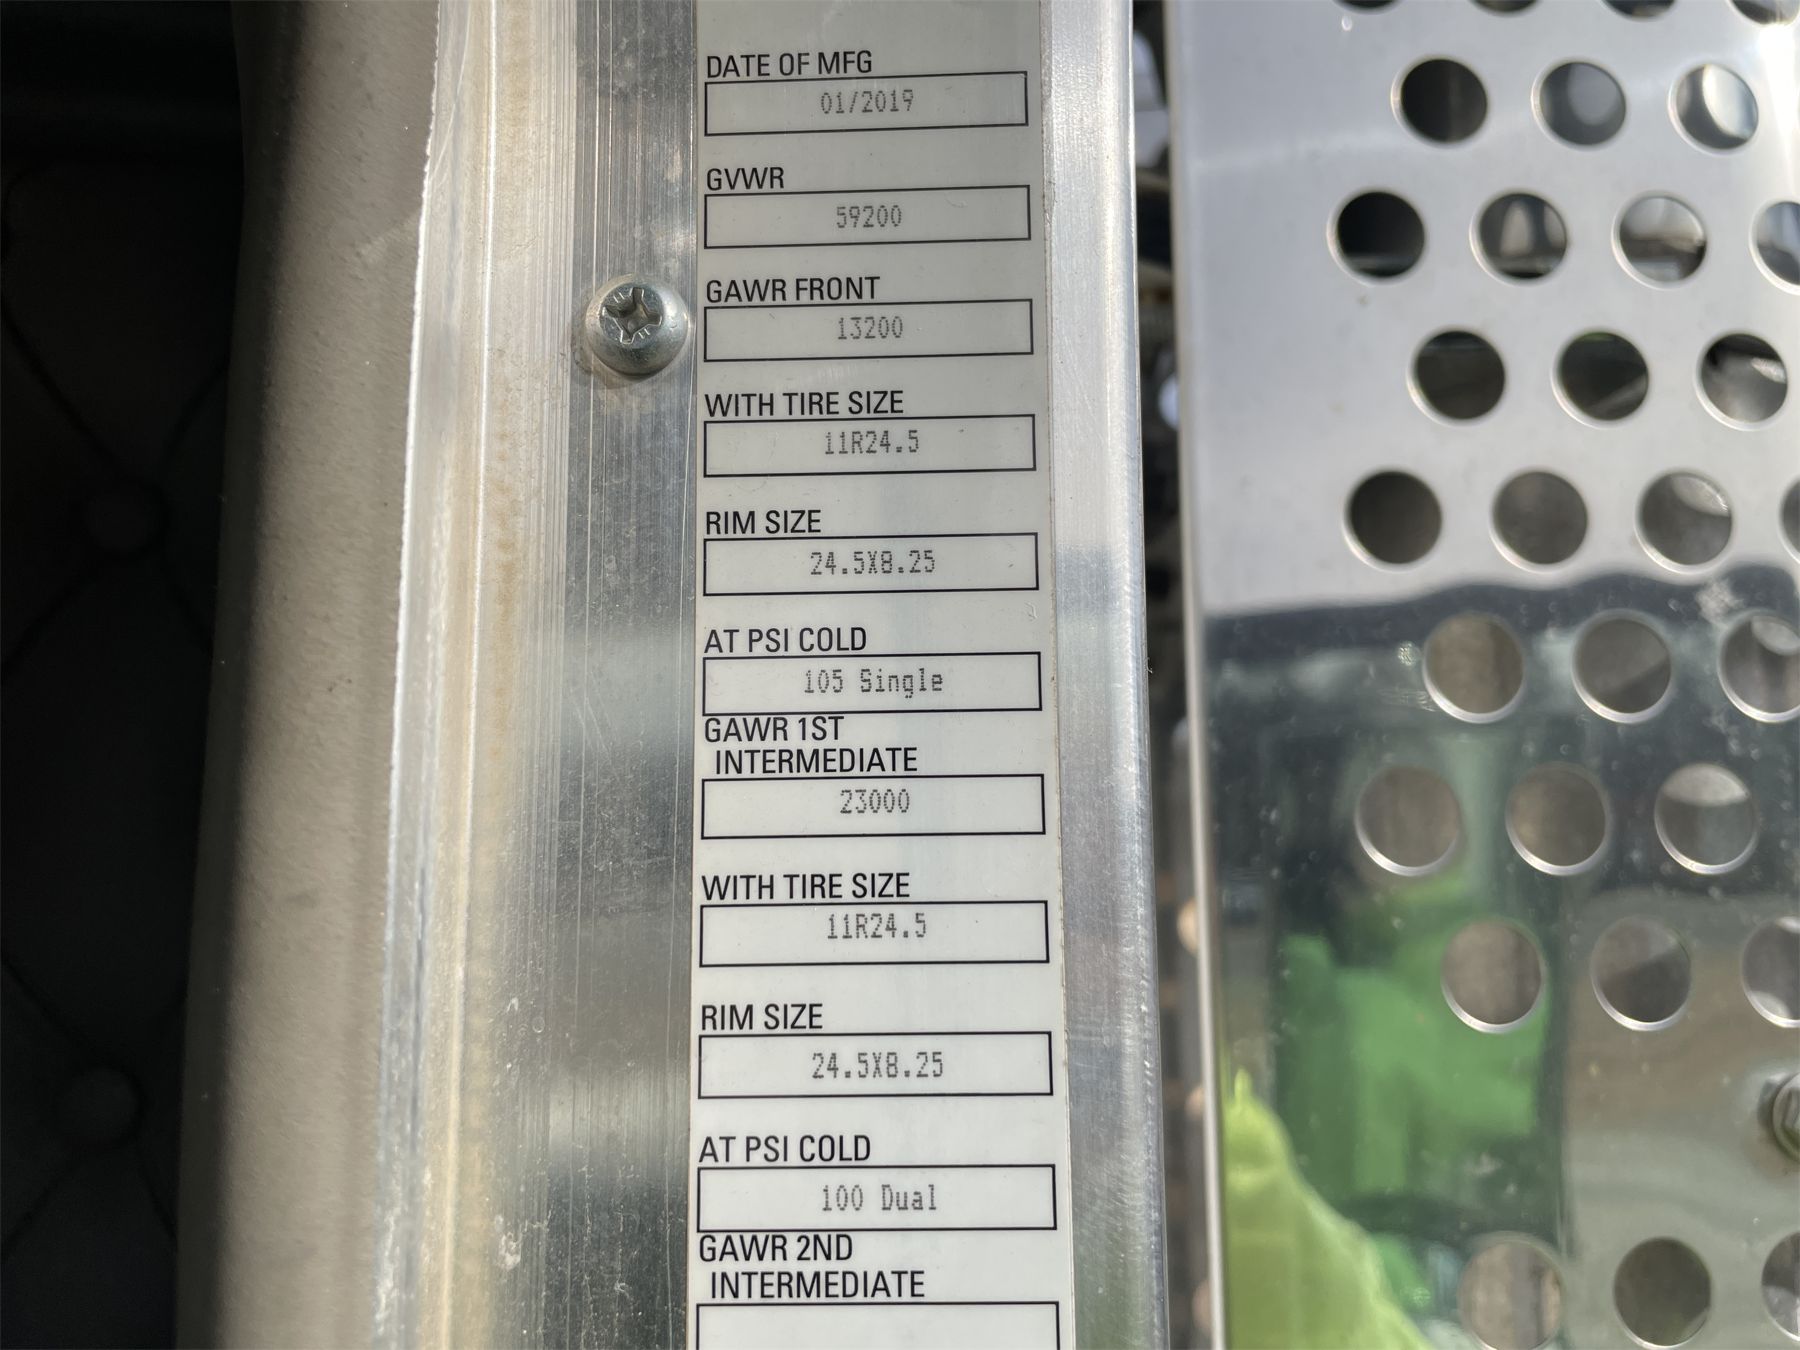 DATE OF MFG
01/2019
GVWR
59200
GAWR FRONT
13200
WITH TIRE SIZE
11R24.5
RIM SIZE
24.5X8.25
AT PSI COLD
105 Single
GAWR 1ST
INTERMEDIATE
23000
WITH TIRE SIZE
11R24.5
RIM SIZE
24.5X8.25
AT PSI COLD
100 Dual
GAWR 2ND
INTERMEDIATE